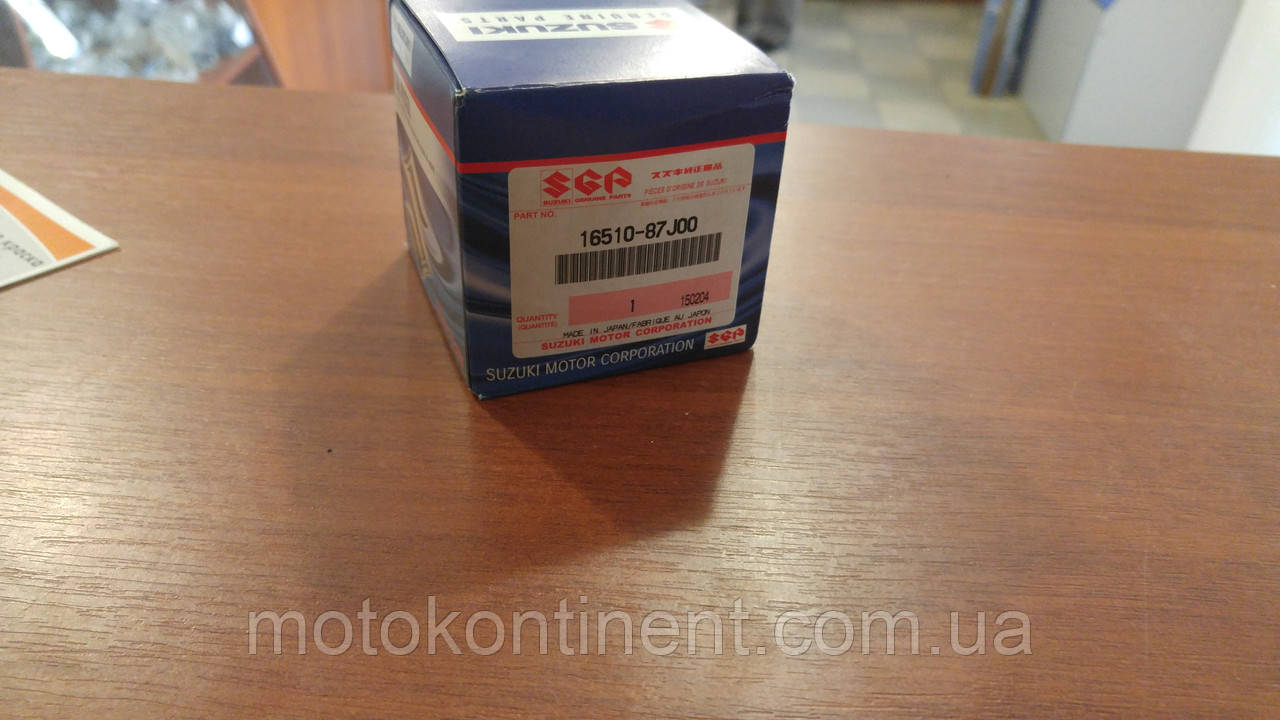 SUZUKI
GENUINE PARTS
SGP
SUZUKI GENUINE PARTS
スズキ純正部品
PIÈCES D'ORIGINE DE SUZUKI
PART NO.
16510-87J00
1 150204
QUANTITY
(QUANTITÉ)
MADE IN JAPAN/FABRIQUE AU JAPON
SUZUKI MOTOR CORPORATION
SUZUKI MOTOR CORPORATION SGP
краска
motokontinent.com.ua